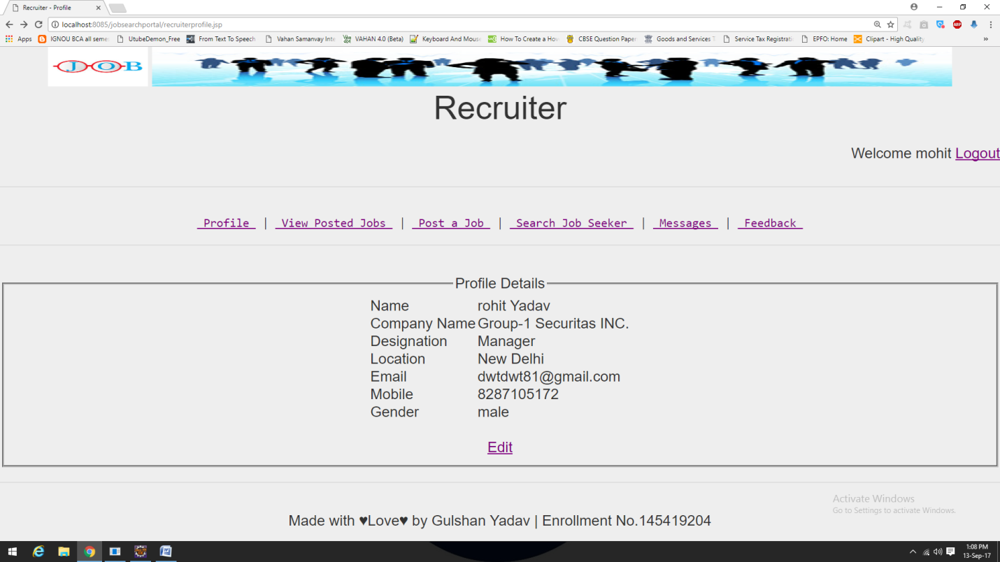 Recruiter - Profile
localhost:8085/jobsearchportal/recruiterprofile.jsp
Apps IGNOU BCA all semes UtubeDemon_Free From Text To Speech Vahan Samanvay Inte VAHAN 4.0 (Beta) Keyboard And Mouse How To Create a How CBSE Question Paper Goods and Services T Service Tax Registrati EPFO: Home Clipart - High Quality »
JOB
Recruiter
Welcome mohit Logout
Profile | View Posted Jobs | Post a Job | Search Job Seeker | Messages | Feedback
Profile Details
Name rohit Yadav
Company Name Group-1 Securitas INC.
Designation Manager
Location New Delhi
Email dwtdwt81@gmail.com
Mobile 8287105172
Gender male
Edit
Activate Windows
Go to Settings to activate Windows.
Made with ♥Love♥ by Gulshan Yadav | Enrollment No.145419204
1:08 PM
13-Sep-17